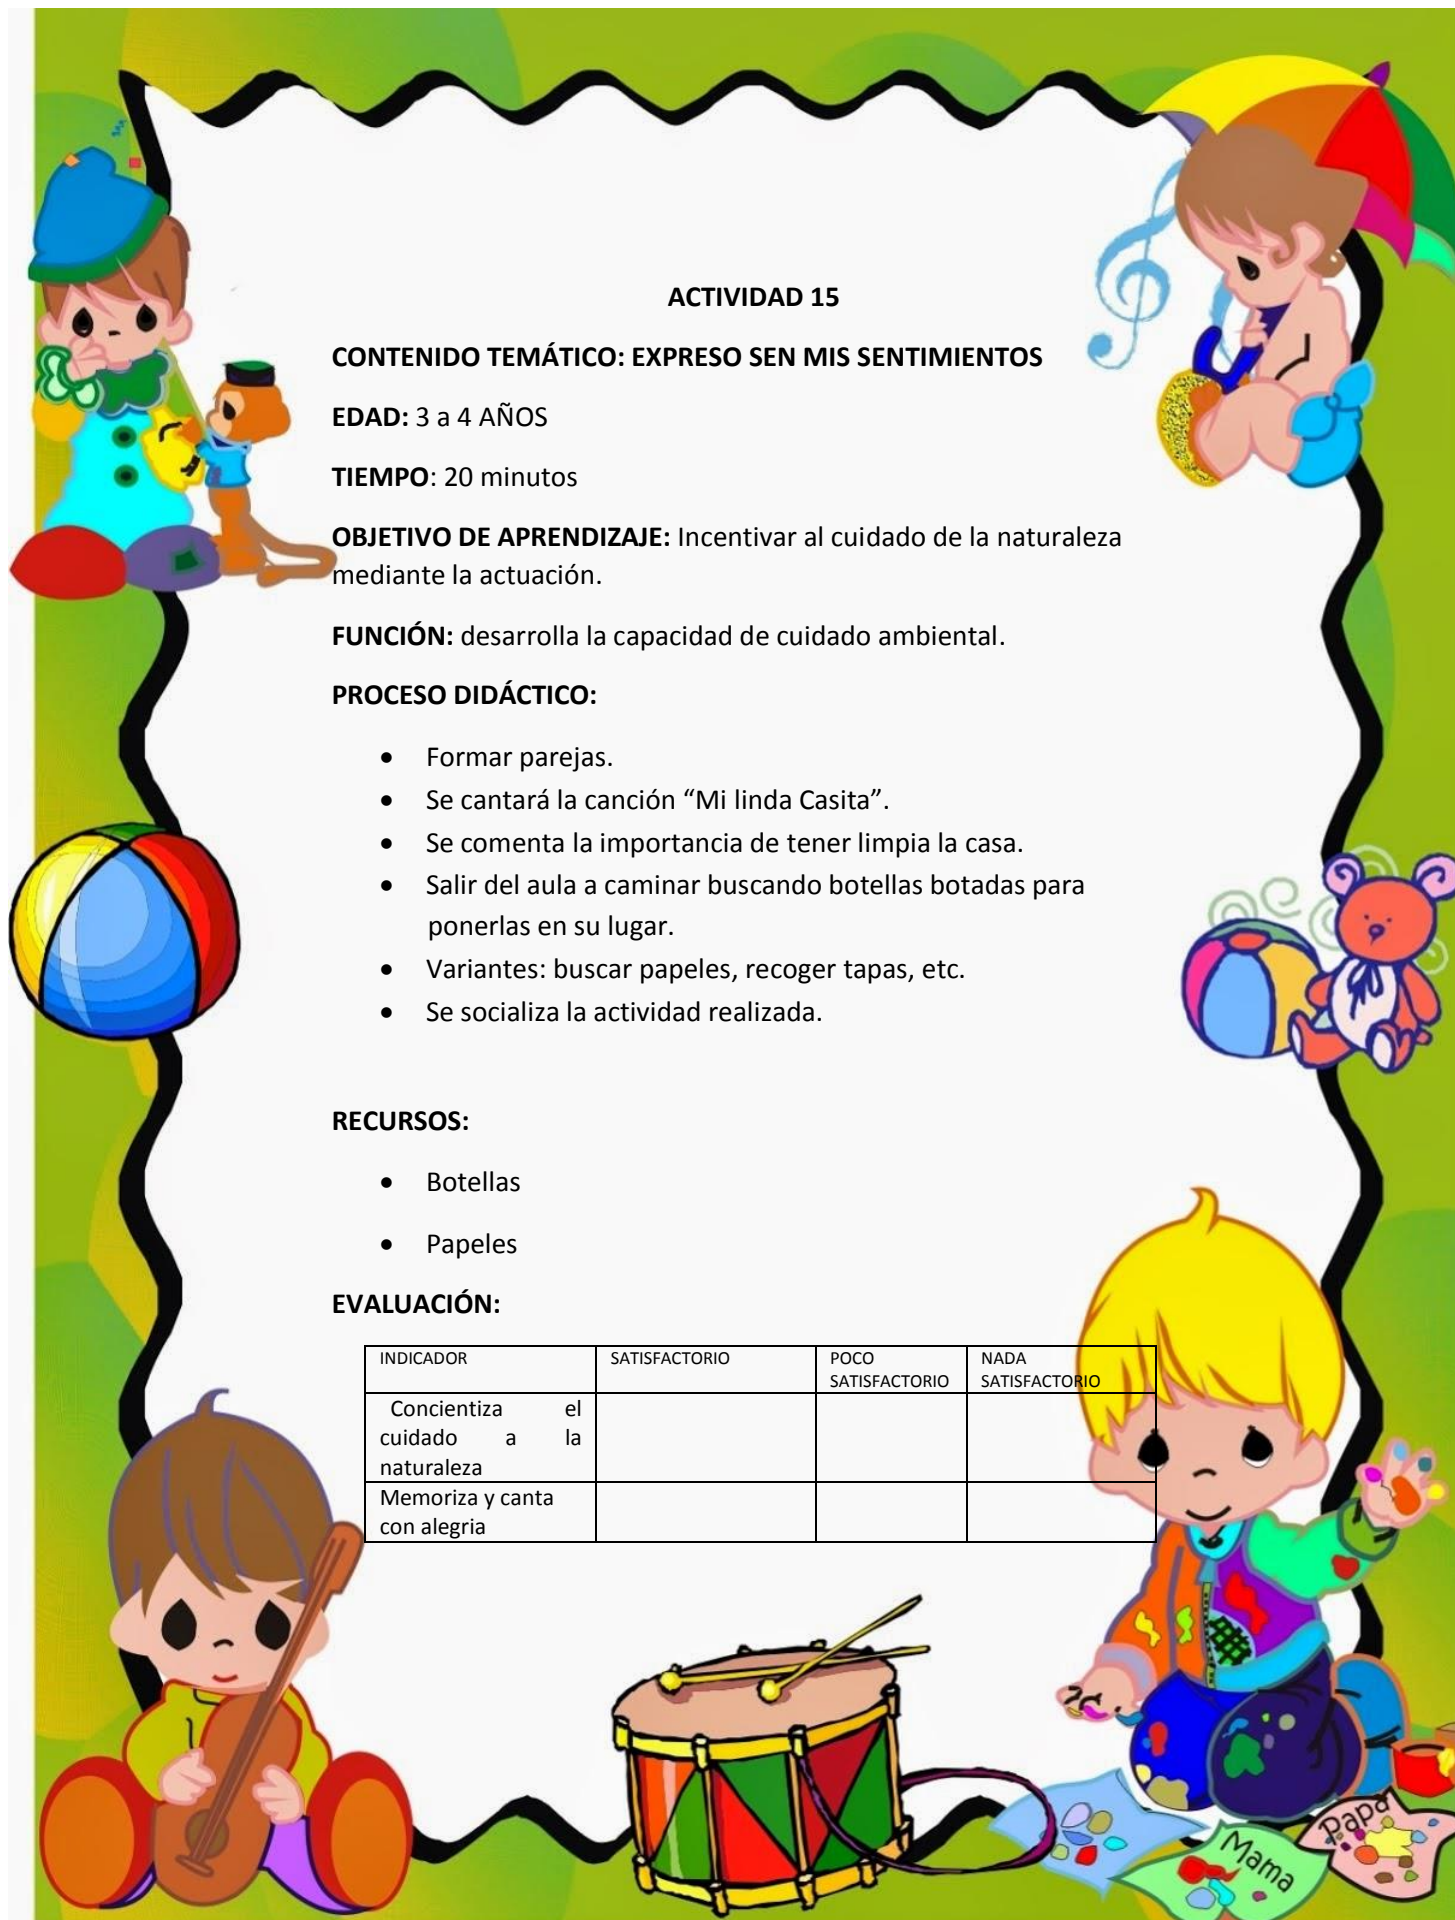 ACTIVIDAD 15
CONTENIDO TEMÁTICO: EXPRESO SEN MIS SENTIMIENTOS
EDAD: 3 a 4 AÑOS
TIEMPO: 20 minutos
OBJETIVO DE APRENDIZAJE: Incentivar al cuidado de la naturaleza
mediante la actuación.
FUNCIÓN: desarrolla la capacidad de cuidado ambiental.
PROCESO DIDÁCTICO:
• Formar parejas.
• Se cantará la canción “Mi linda Casita”.
• Se comenta la importancia de tener limpia la casa.
• Salir del aula a caminar buscando botellas botadas para
ponerlas en su lugar.
• Variantes: buscar papeles, recoger tapas, etc.
• Se socializa la actividad realizada.
RECURSOS:
• Botellas
• Papeles
EVALUACIÓN:
INDICADOR SATISFACTORIO POCO SATISFACTORIO NADA SATISFACTORIO
Concientiza el
cuidado a la
naturaleza
Memoriza y canta
con alegria
Papa
Mama